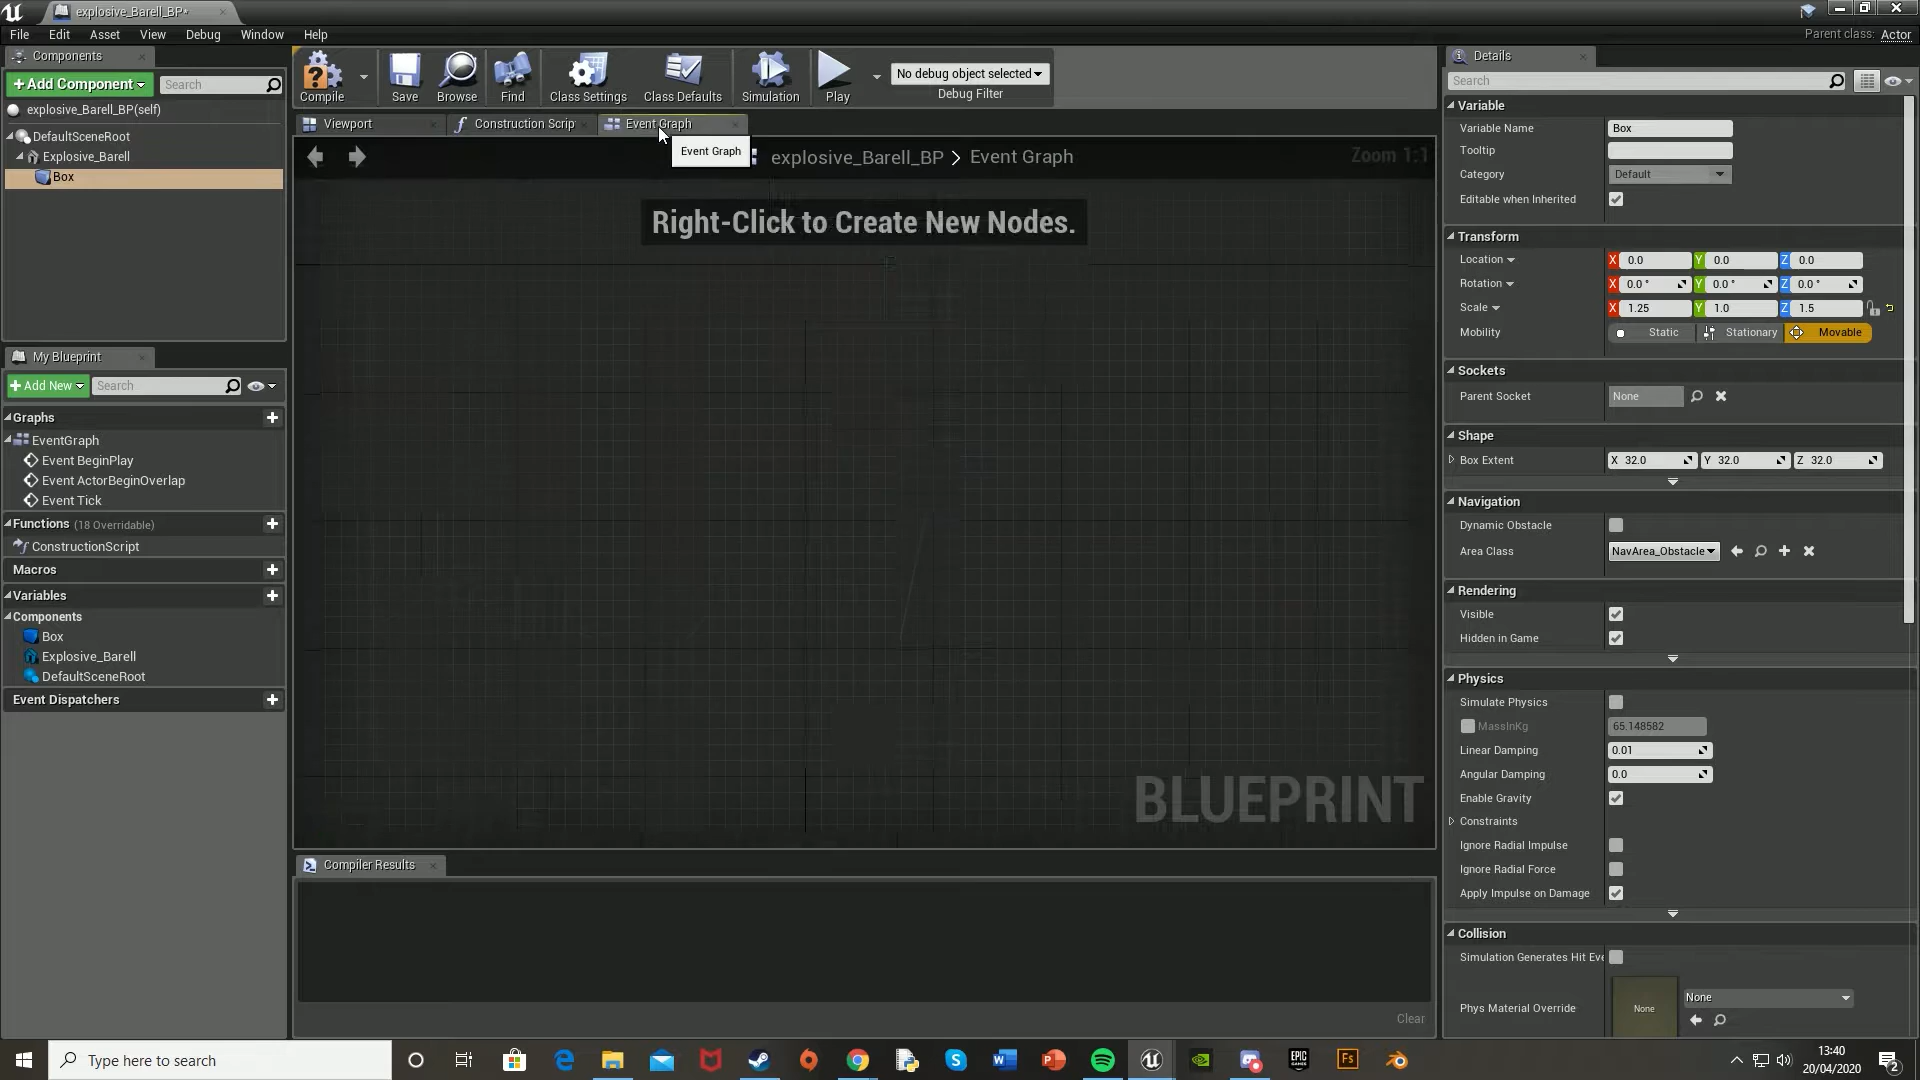 explosive_Barell_BP*
File Edit Asset View Debug Window Help
Parent class: Actor
Components
+Add Component
Search
explosive_Barell_BP(self)
DefaultSceneRoot
Explosive_Barell
Box
Compile
Save
Browse
Find
Class Settings
Class Defaults
Simulation
Play
No debug object selected
Debug Filter
Viewport
Construction Scrip
Event Graph
Event Graph
explosive_Barell_BP > Event Graph
Zoom 1:1
Right-Click to Create New Nodes.
BLUEPRINT
My Blueprint
+Add New
Search
Graphs
EventGraph
Event BeginPlay
Event ActorBeginOverlap
Event Tick
Functions (18 Overridable)
ConstructionScript
Macros
Variables
Components
Box
Explosive_Barell
DefaultSceneRoot
Event Dispatchers
Compiler Results
Clear
Details
Search
Variable
Variable Name Box
Tooltip
Category Default
Editable when Inherited
Transform
Location X 0.0 Y 0.0 Z 0.0
Rotation X 0.0 ° Y 0.0 ° Z 0.0 °
Scale X 1.25 Y 1.0 Z 1.5
Mobility Static Stationary Movable
Sockets
Parent Socket None
Shape
Box Extent X 32.0 Y 32.0 Z 32.0
Navigation
Dynamic Obstacle
Area Class NavArea_Obstacle
Rendering
Visible
Hidden in Game
Physics
Simulate Physics
MassInKg 65.148582
Linear Damping 0.01
Angular Damping 0.0
Enable Gravity
Constraints
Ignore Radial Impulse
Ignore Radial Force
Apply Impulse on Damage
Collision
Simulation Generates Hit Eve
Phys Material Override None None
Type here to search
13:40
20/04/2020
2